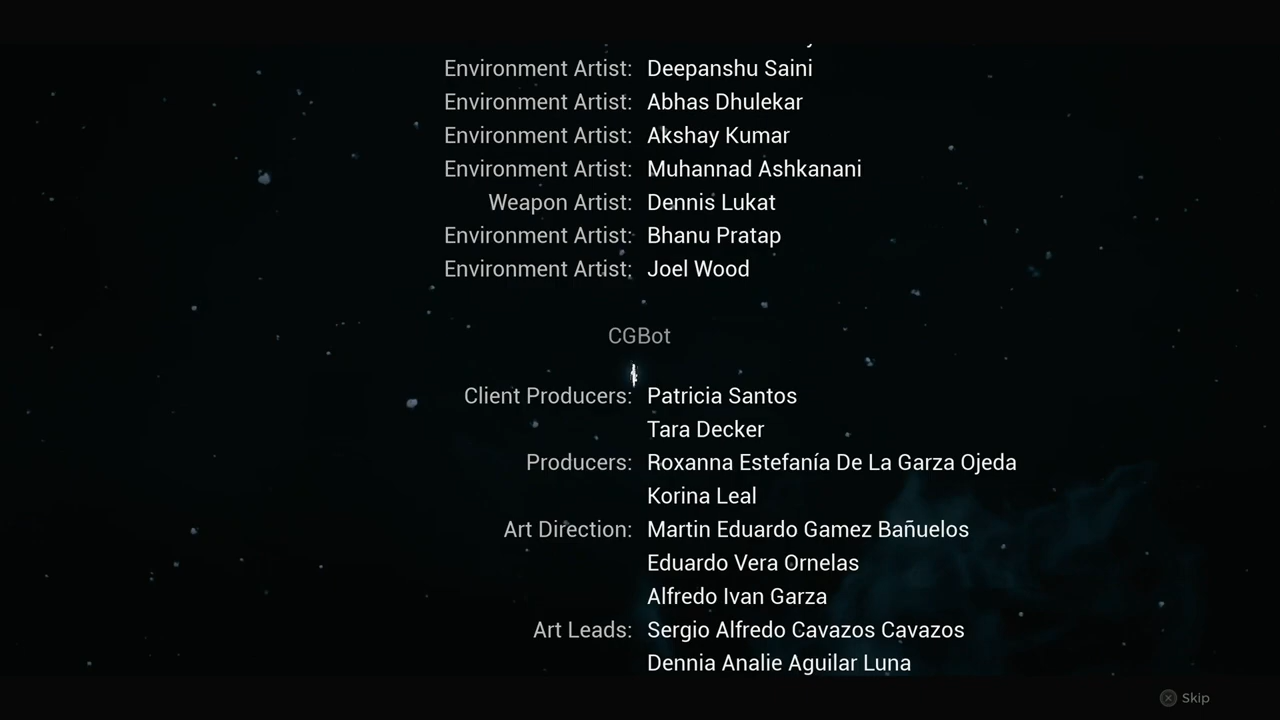 Environment Artist: Deepanshu Saini
Environment Artist: Abhas Dhulekar
Environment Artist: Akshay Kumar
Environment Artist: Muhannad Ashkanani
Weapon Artist: Dennis Lukat
Environment Artist: Bhanu Pratap
Environment Artist: Joel Wood
CGBot
Client Producers: Patricia Santos
Tara Decker
Producers: Roxanna Estefanía De La Garza Ojeda
Korina Leal
Art Direction: Martin Eduardo Gamez Bañuelos
Eduardo Vera Ornelas
Alfredo Ivan Garza
Art Leads: Sergio Alfredo Cavazos Cavazos
Dennia Analie Aguilar Luna
Skip